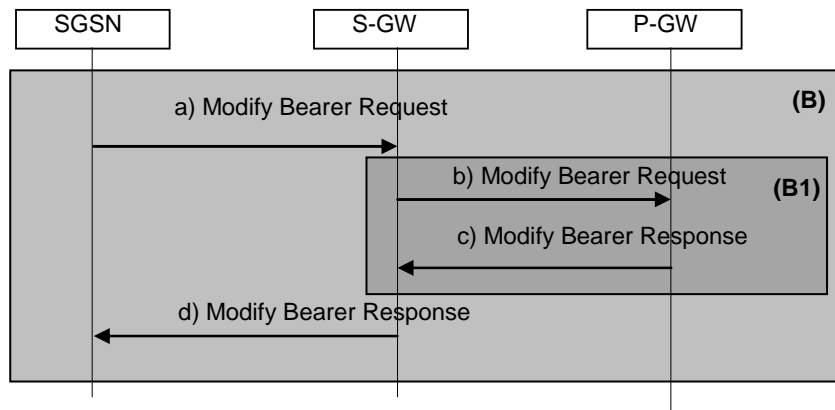 SGSN
S-GW
P-GW
(B)
a) Modify Bearer Request
b) Modify Bearer Request
(B1)
c) Modify Bearer Response
d) Modify Bearer Response